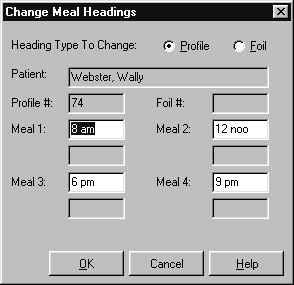 Change Meal Headings
Heading Type To Change: Profile Foil
Patient: Webster, Wally
Profile #: 74 Foil #:
Meal 1: 8 am Meal 2: 12 noo
Meal 3: 6 pm Meal 4: 9 pm
OK Cancel Help